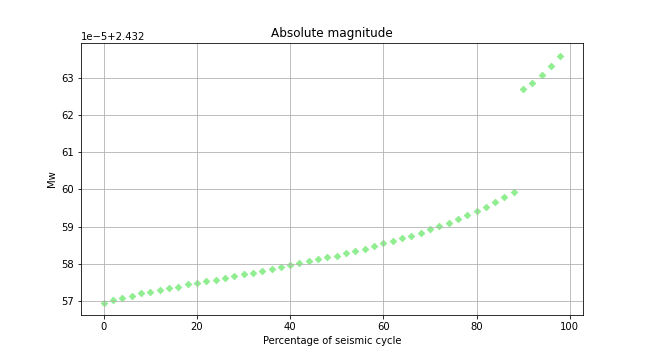 Absolute magnitude
1e−5+2.432
63
62
61
60
59
58
57
Mw
0 20 40 60 80 100
Percentage of seismic cycle